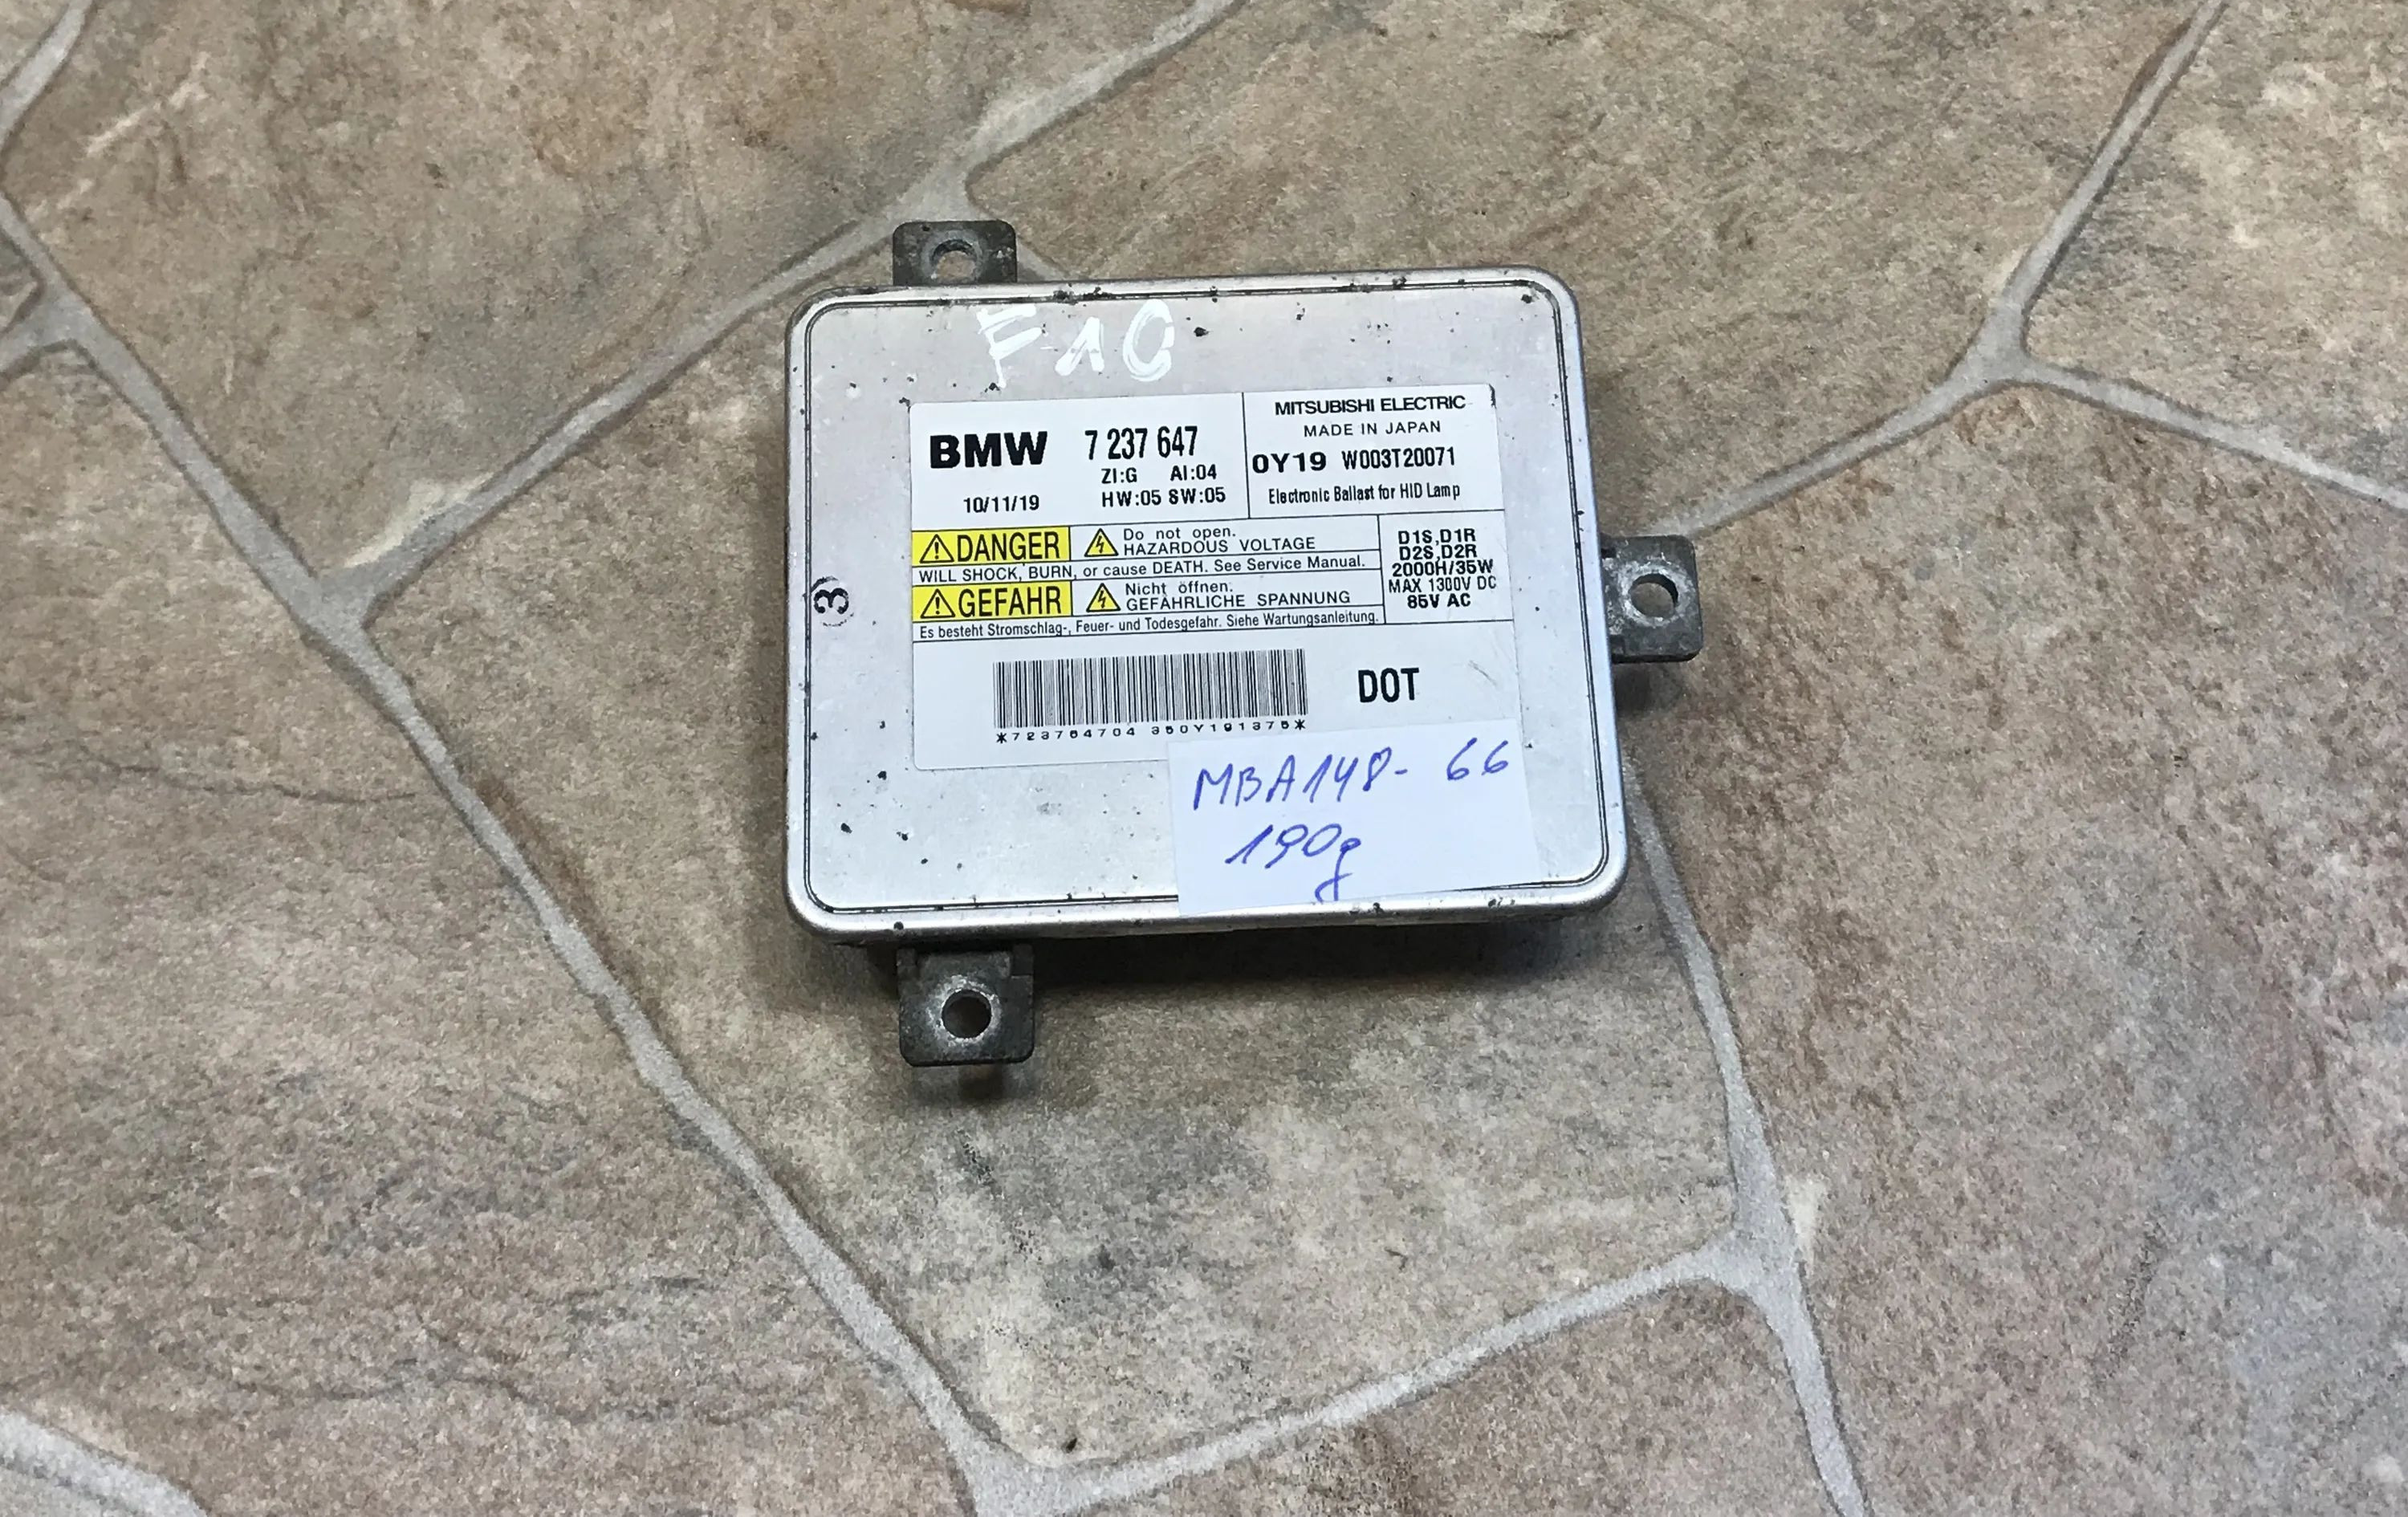 F10
BMW 7 237 647
ZI:G AI:04
10/11/19 HW:05 SW:05
MITSUBISHI ELECTRIC
MADE IN JAPAN
0Y19 W003T20071
Electronic Ballast for HID Lamp
DANGER
Do not open.
HAZARDOUS VOLTAGE
WILL SHOCK, BURN, or cause DEATH. See Service Manual.
GEFAHR
Nicht öffnen.
GEFÄHRLICHE SPANNUNG
Es besteht Stromschlag-, Feuer- und Todesgefahr. Siehe Wartungsanleitung.
D1S,D1R
D2S,D2R
2000H/35W
MAX 1300V DC
85V AC
(3)
*723764704 350Y191375*
DOT
MBA148- 66
190g